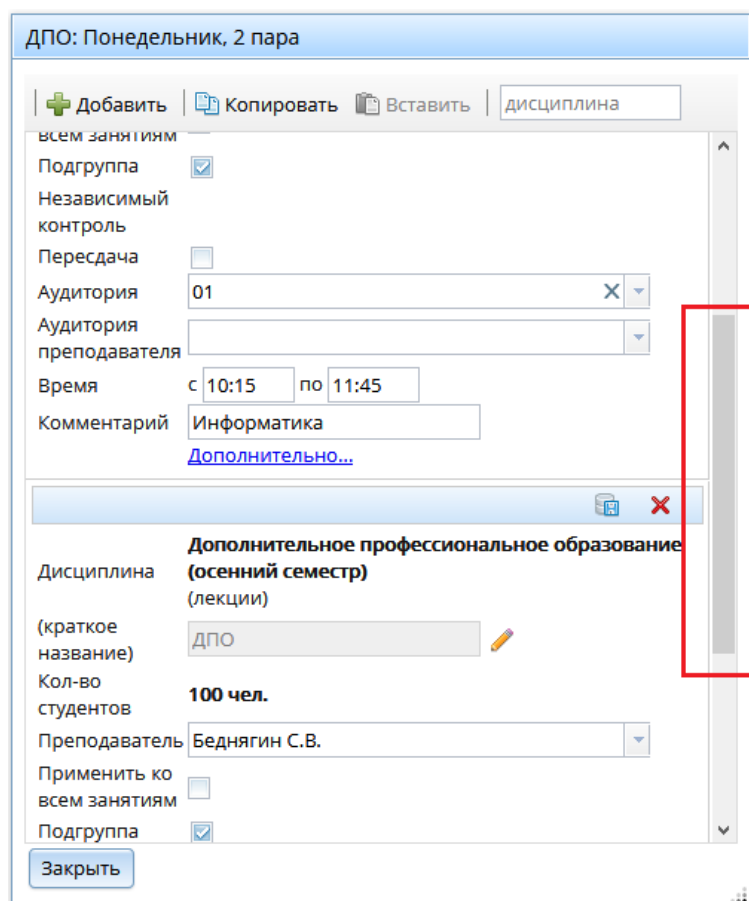 ДПО: Понедельник, 2 пара
Добавить Копировать Вставить дисциплина
всем занятиям
Подгруппа
Независимый
контроль
Пересдача
Аудитория 01
Аудитория
преподавателя
Время с 10:15 по 11:45
Комментарий Информатика
Дополнительно...
Дополнительное профессиональное образование
Дисциплина (осенний семестр)
(лекции)
(краткое
название) ДПО
Кол-во
студентов 100 чел.
Преподаватель Беднягин С.В.
Применить ко
всем занятиям
Подгруппа
Закрыть